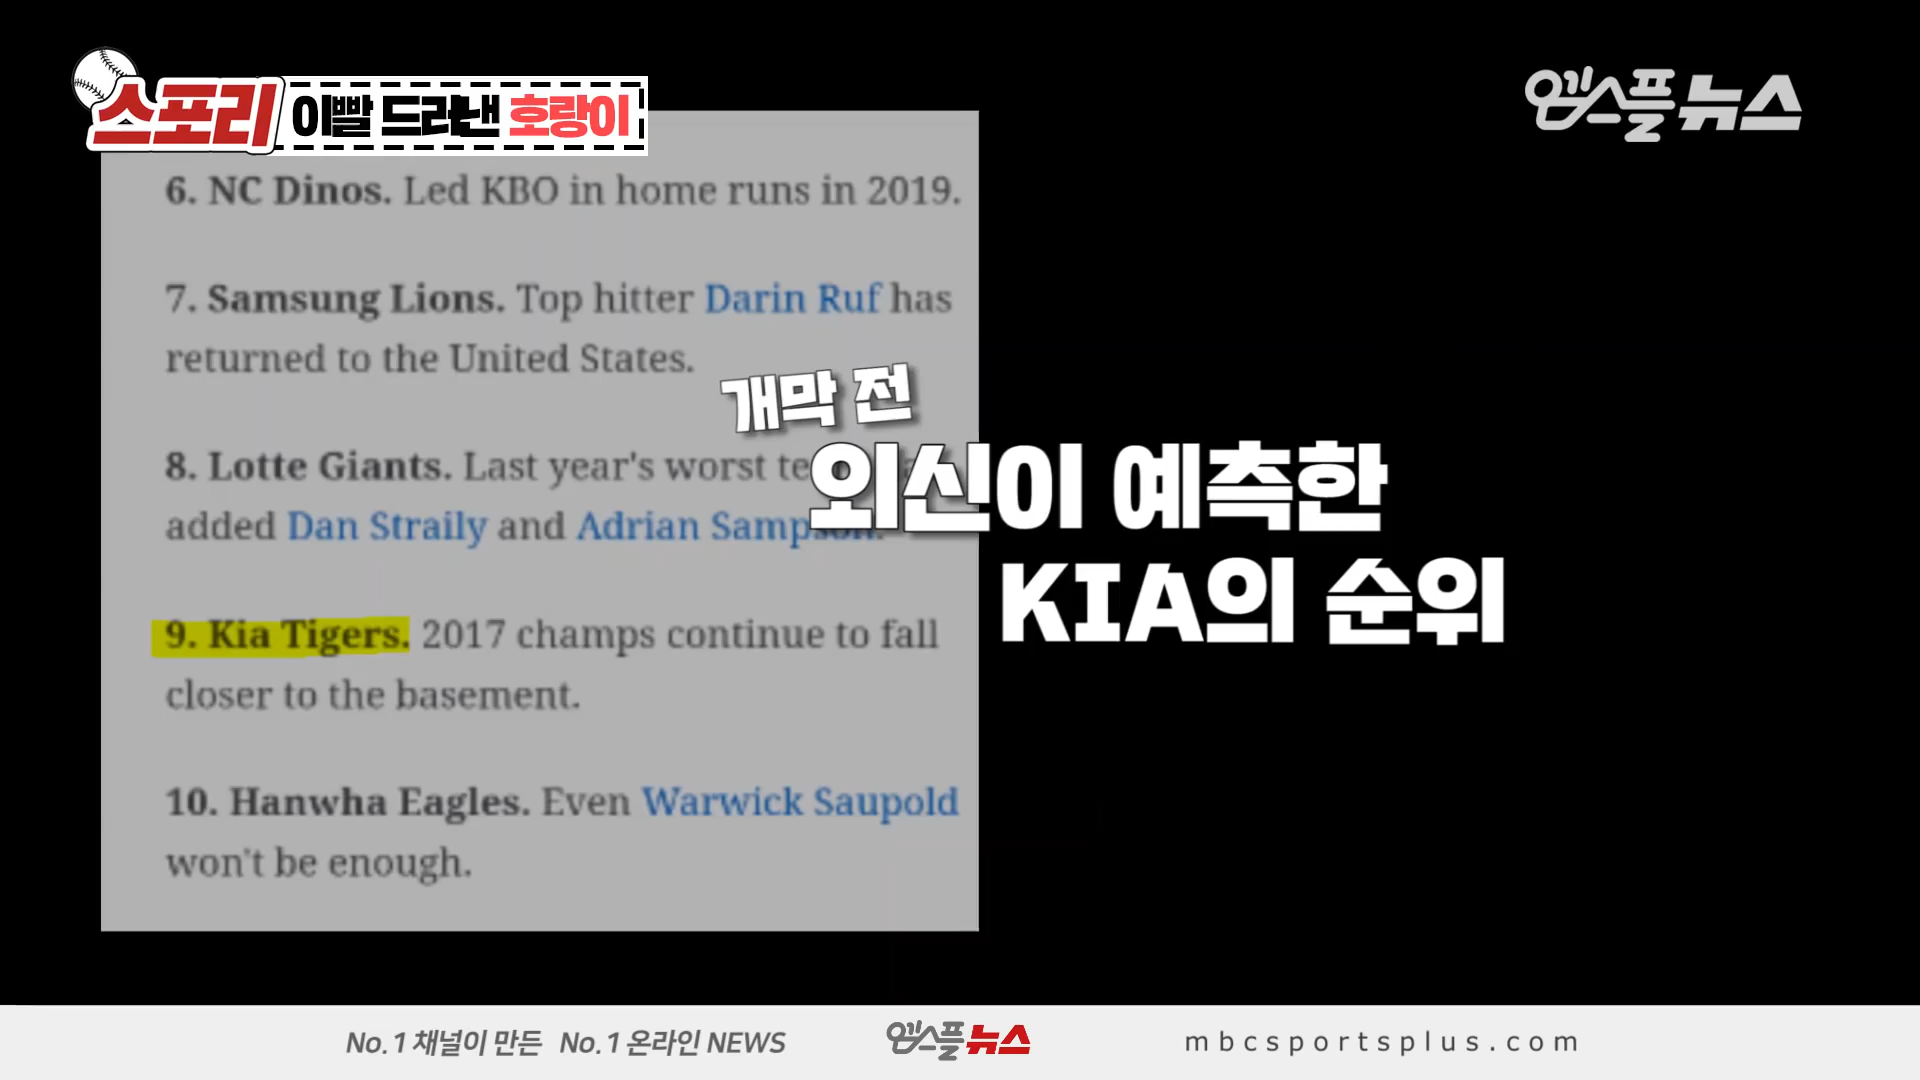 스포리 이빨 드러낸 호랑이
엠스플뉴스
6. NC Dinos. Led KBO in home runs in 2019.
7. Samsung Lions. Top hitter Darin Ruf has
returned to the United States.
8. Lotte Giants. Last year's worst
added Dan Straily and Adrian
9. Kia Tigers. 2017 champs continue to fall
closer to the basement.
10. Hanwha Eagles. Even Warwick Saupold
won't be enough.
개막 전
외신이 예측한
KIA의 순위
No.1 채널이 만든 No.1 온라인 NEWS
엠스플뉴스
mbcsportsplus.com